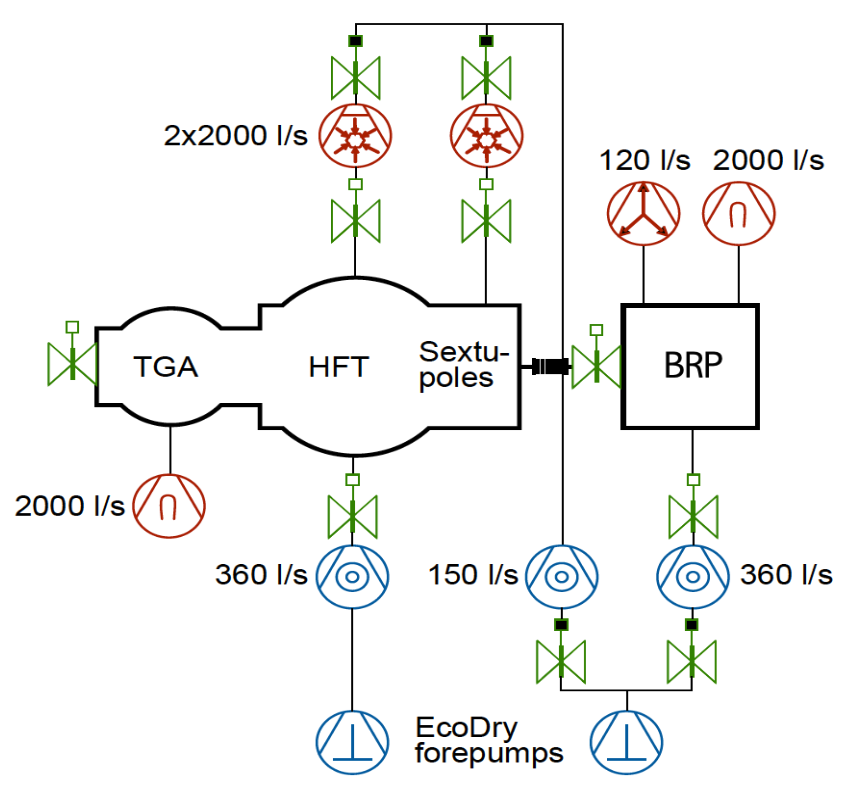 2x2000 l/s
120 l/s
2000 l/s
TGA
HFT
Sextu-
poles
BRP
2000 l/s
360 l/s
150 l/s
360 l/s
EcoDry
forepumps